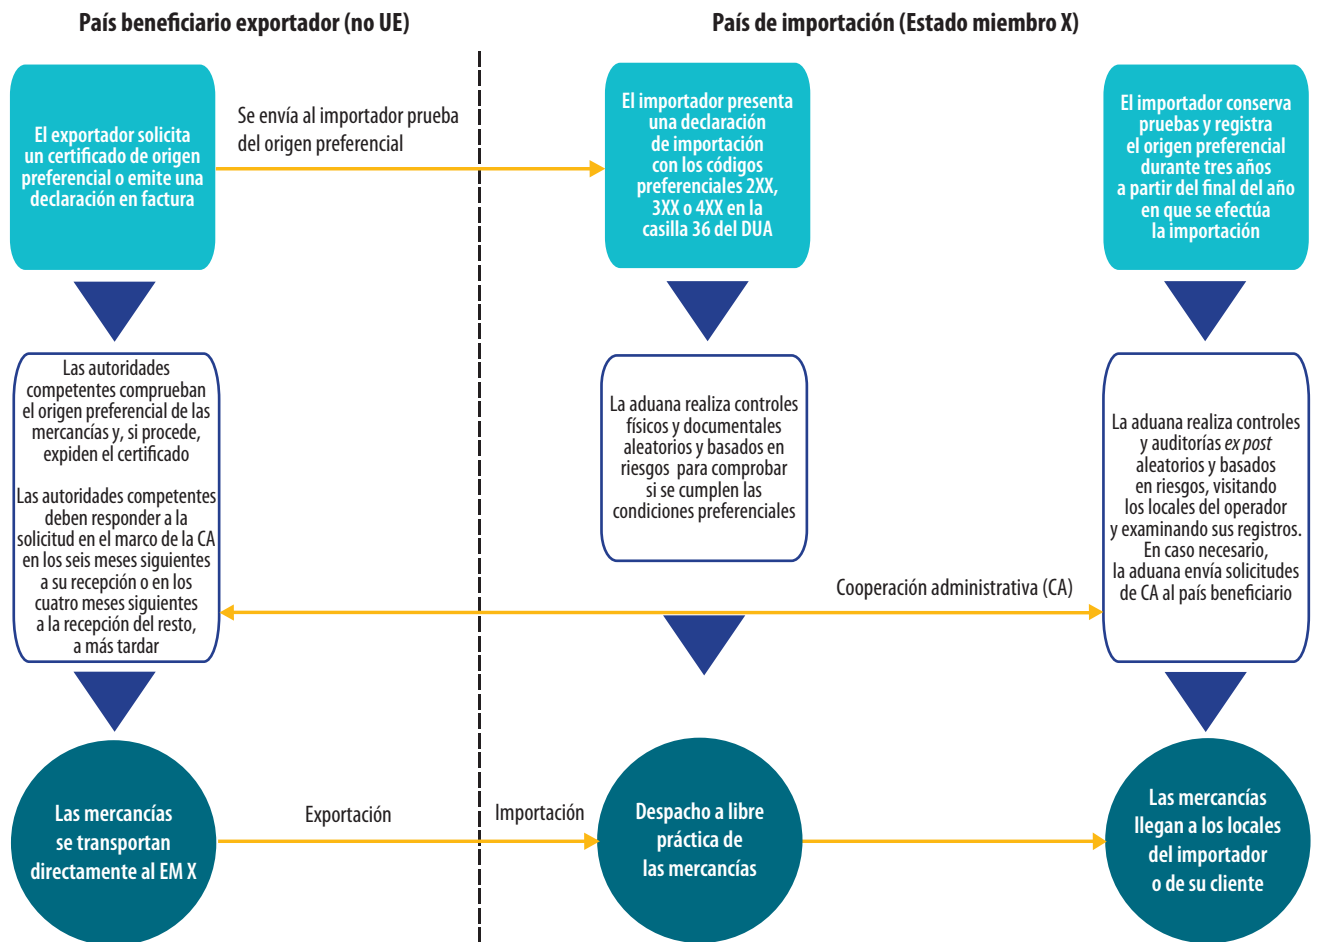 País beneficiario exportador (no UE)
País de importación (Estado miembro X)
El exportador solicita
un certificado de origen
preferencial o emite una
declaración en factura
Se envía al importador prueba
del origen preferencial
El importador presenta
una declaración
de importación
con los códigos
preferenciales 2XX,
3XX o 4XX en la
casilla 36 del DUA
El importador conserva
pruebas y registra
el origen preferencial
durante tres años
a partir del final del año
en que se efectúa
la importación
Las autoridades
competentes comprueban
el origen preferencial de las
mercancías y, si procede,
expiden el certificado
Las autoridades competentes
deben responder a la
solicitud en el marco de la CA
en los seis meses siguientes
a su recepción o en los
cuatro meses siguientes
a la recepción del resto,
a más tardar
La aduana realiza controles
físicos y documentales
aleatorios y basados en
riesgos para comprobar
si se cumplen las
condiciones preferenciales
La aduana realiza controles
y auditorías ex post
aleatorios y basados
en riesgos, visitando
los locales del operador
y examinando sus registros.
En caso necesario,
la aduana envía solicitudes
de CA al país beneficiario
Cooperación administrativa (CA)
Las mercancías
se transportan
directamente al EM X
Exportación
Importación
Despacho a libre
práctica de
las mercancías
Las mercancías
llegan a los locales
del importador
o de su cliente